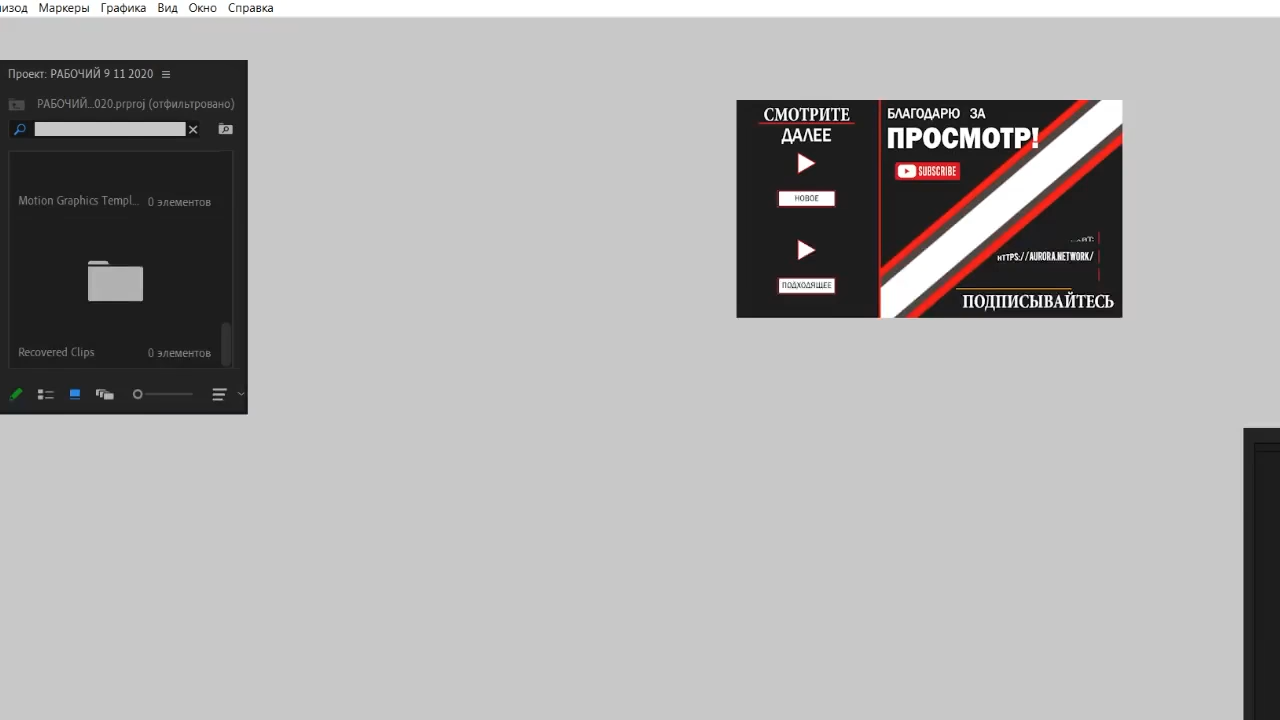 Маркеры Графика Вид Окно Справка
Проект: РАБОЧИЙ 9 11 2020
РАБОЧИЙ...020.prproj (отфильтровано)
Motion Graphics Templ... 0 элементов
Recovered Clips 0 элементов
СМОТРИТЕ
ДАЛЕЕ
НОВОЕ
ПОДХОДЯЩЕЕ
БЛАГОДАРЮ ЗА
ПРОСМОТР!
SUBSCRIBE
HTTPS://AURORA.NETWORK/
ПОДПИСЫВАЙТЕСЬ